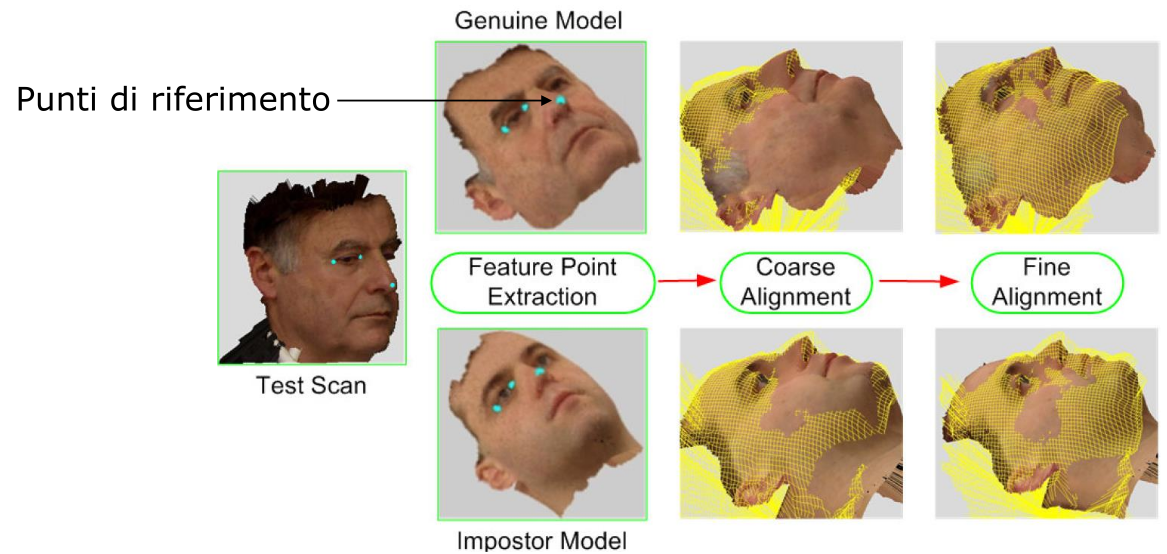 Genuine Model
Punti di riferimento
Feature Point
Extraction
Coarse
Alignment
Fine
Alignment
Test Scan
Impostor Model